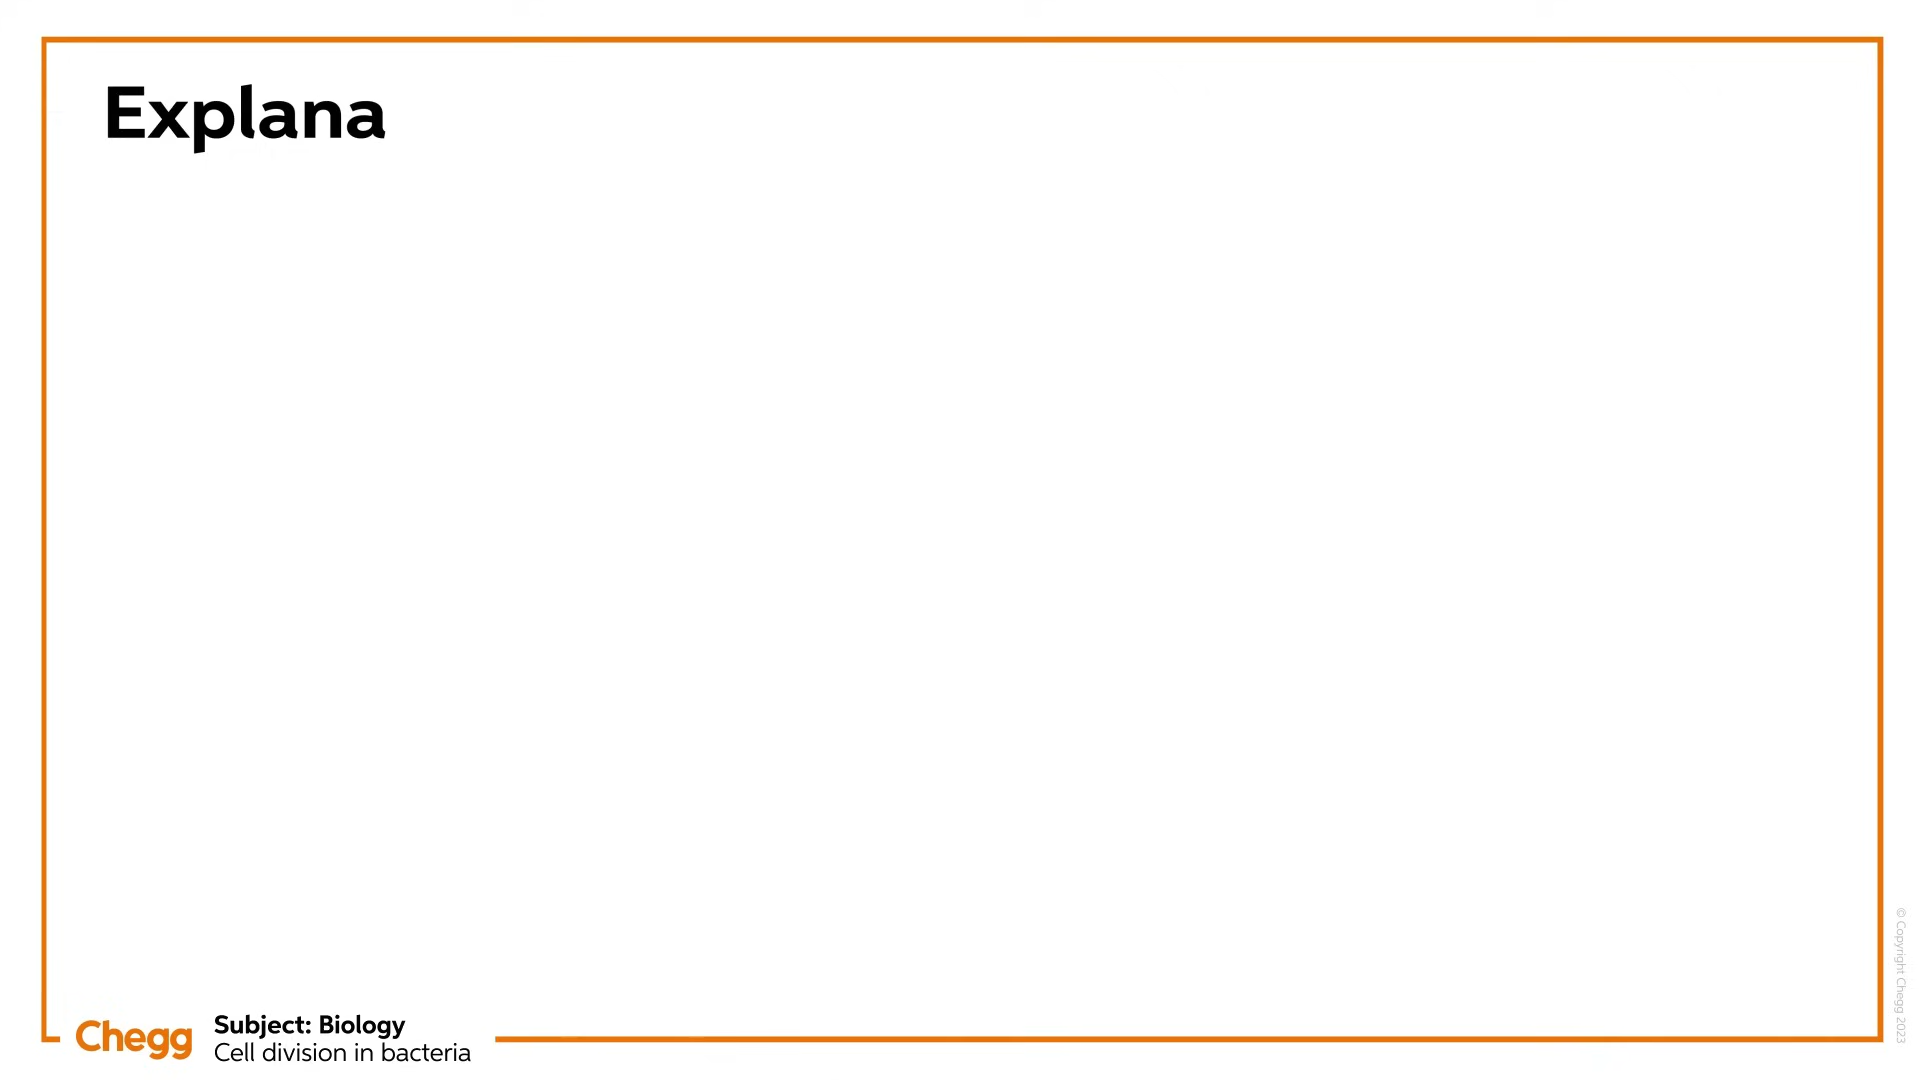 Explana
Chegg
Subject: Biology
Cell division in bacteria
© Copyright Chegg 2023